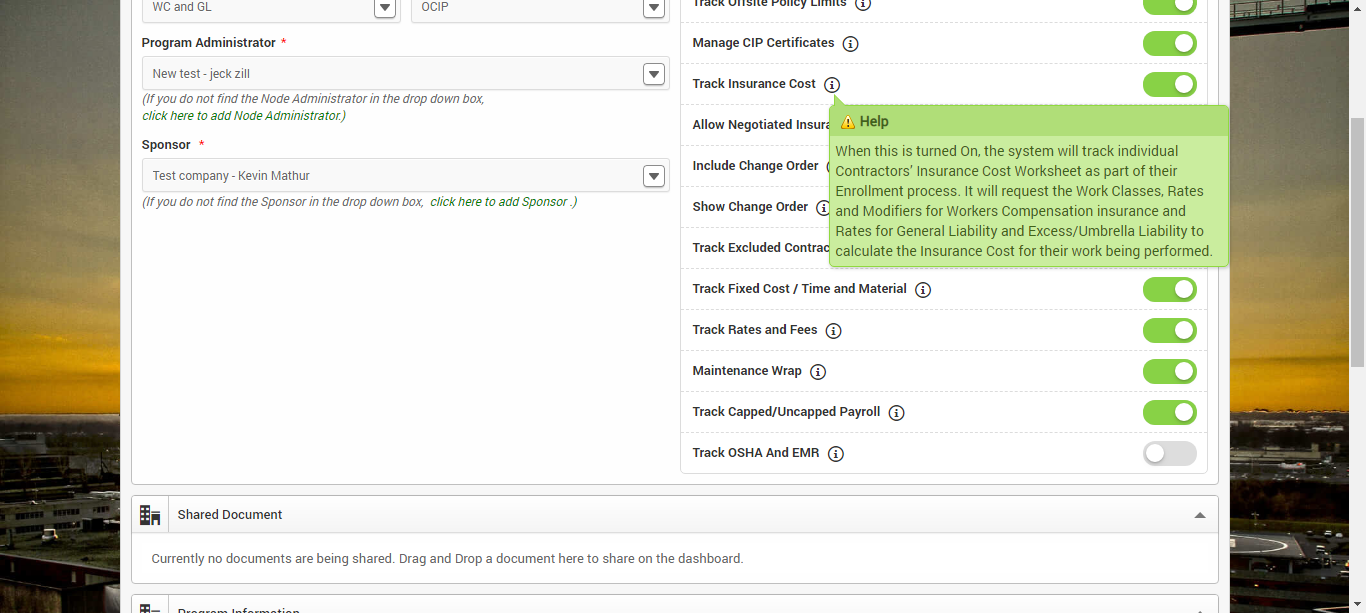 WC and GL
OCIP
Program Administrator *
New test - jeck zill
(If you do not find the Node Administrator in the drop down box,
click here to add Node Administrator.)
Sponsor *
Test company - Kevin Mathur
(If you do not find the Sponsor in the drop down box, click here to add Sponsor .)
Track Offsite Policy Limits
Manage CIP Certificates
Track Insurance Cost
Allow Negotiated Insura
Include Change Order
Show Change Order
Track Excluded Contrac
Help
When this is turned On, the system will track individual
Contractors’ Insurance Cost Worksheet as part of their
Enrollment process. It will request the Work Classes, Rates
and Modifiers for Workers Compensation insurance and
Rates for General Liability and Excess/Umbrella Liability to
calculate the Insurance Cost for their work being performed.
Track Fixed Cost / Time and Material
Track Rates and Fees
Maintenance Wrap
Track Capped/Uncapped Payroll
Track OSHA And EMR
Shared Document
Currently no documents are being shared. Drag and Drop a document here to share on the dashboard.
Program Information